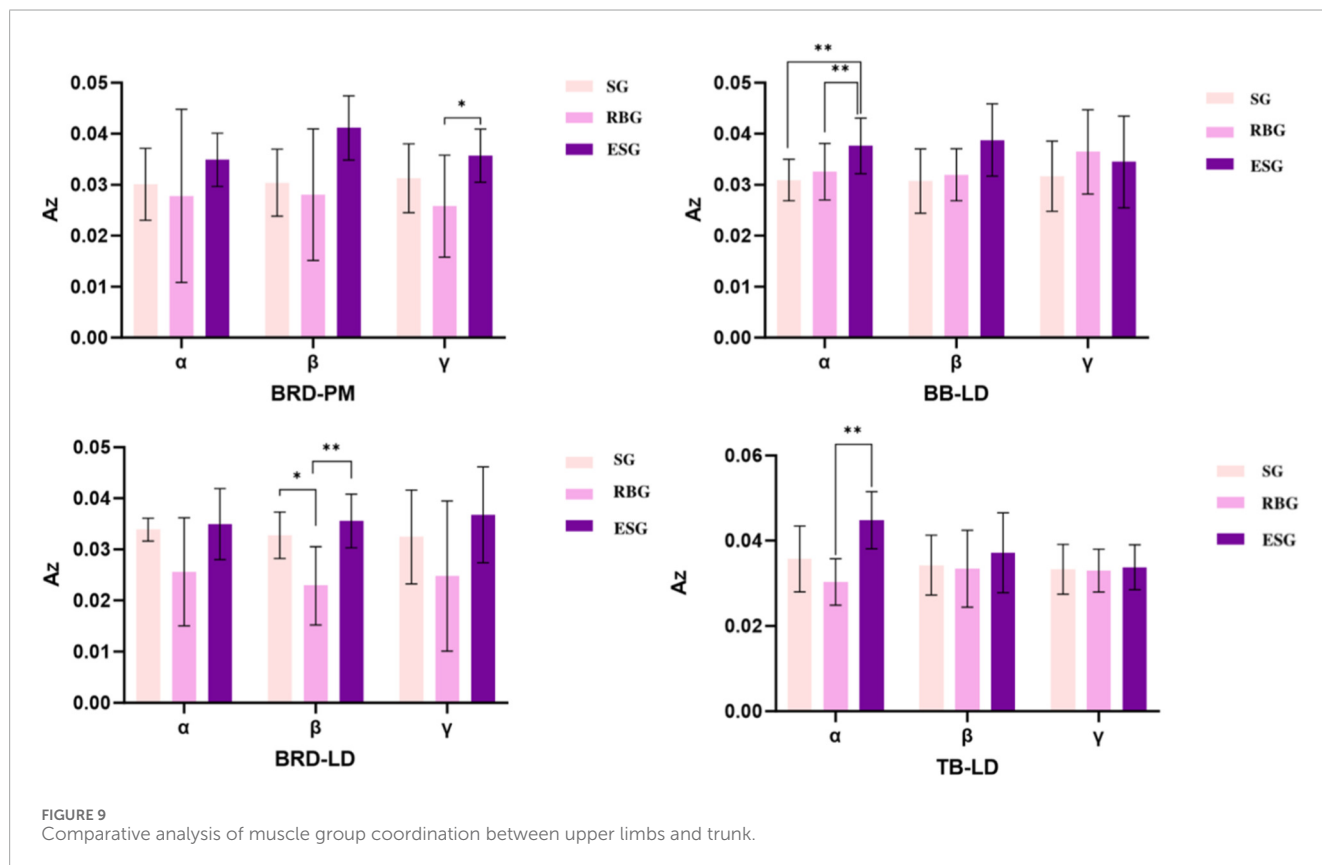 0.05
0.04
0.03
0.02
0.01
0.00
Az
*
SG
RBG
ESG
α β γ
BRD-PM
0.05
0.04
0.03
0.02
0.01
0.00
Az
**
**
SG
RBG
ESG
α β γ
BB-LD
0.05
0.04
0.03
0.02
0.01
0.00
Az
*
**
SG
RBG
ESG
α β γ
BRD-LD
0.06
0.04
0.02
0.00
Az
**
SG
RBG
ESG
α β γ
TB-LD
FIGURE 9
Comparative analysis of muscle group coordination between upper limbs and trunk.